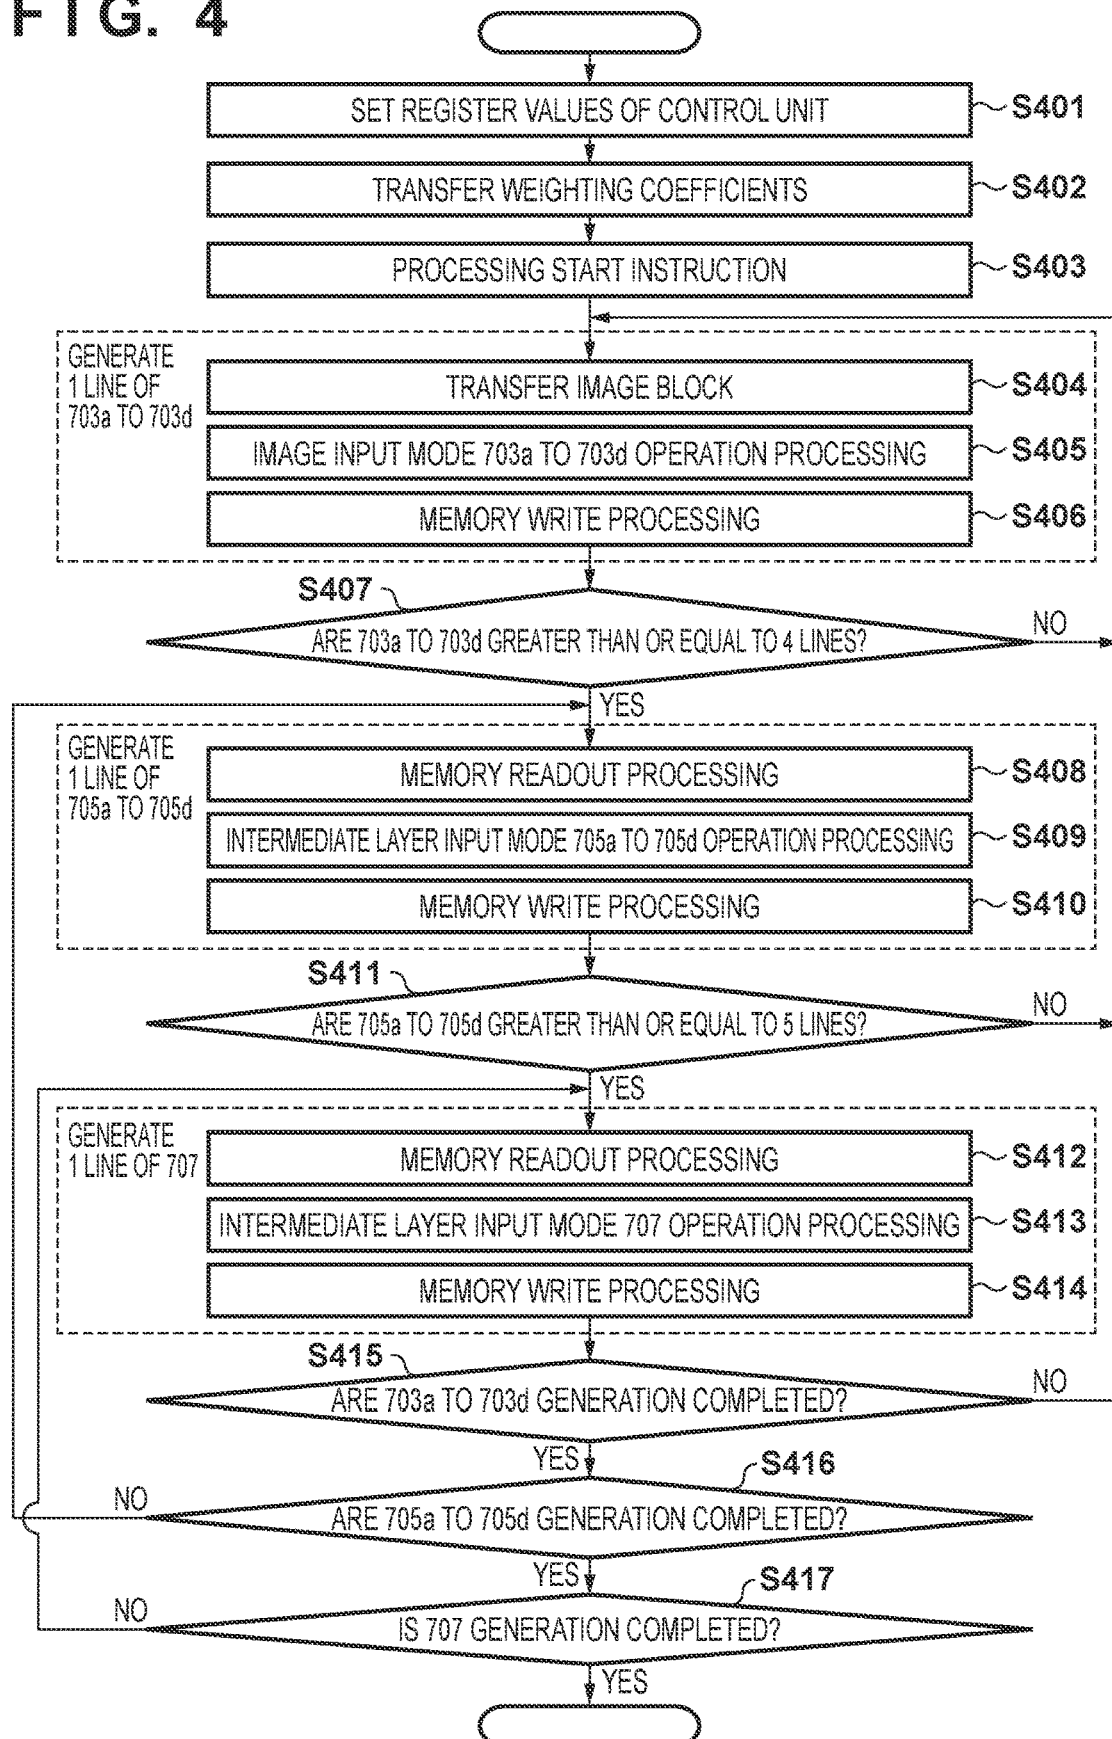 FIG. 4
SET REGISTER VALUES OF CONTROL UNIT
S401
TRANSFER WEIGHTING COEFFICIENTS
S402
PROCESSING START INSTRUCTION
S403
GENERATE
1 LINE OF
703a TO 703d
TRANSFER IMAGE BLOCK
S404
IMAGE INPUT MODE 703a TO 703d OPERATION PROCESSING
S405
MEMORY WRITE PROCESSING
S406
S407
ARE 703a TO 703d GREATER THAN OR EQUAL TO 4 LINES?
NO
YES
GENERATE
1 LINE OF
705a TO 705d
MEMORY READOUT PROCESSING
S408
INTERMEDIATE LAYER INPUT MODE 705a TO 705d OPERATION PROCESSING
S409
MEMORY WRITE PROCESSING
S410
S411
ARE 705a TO 705d GREATER THAN OR EQUAL TO 5 LINES?
NO
YES
GENERATE
1 LINE OF 707
MEMORY READOUT PROCESSING
S412
INTERMEDIATE LAYER INPUT MODE 707 OPERATION PROCESSING
S413
MEMORY WRITE PROCESSING
S414
S415
ARE 703a TO 703d GENERATION COMPLETED?
NO
YES
S416
NO
ARE 705a TO 705d GENERATION COMPLETED?
YES
S417
NO
IS 707 GENERATION COMPLETED?
YES